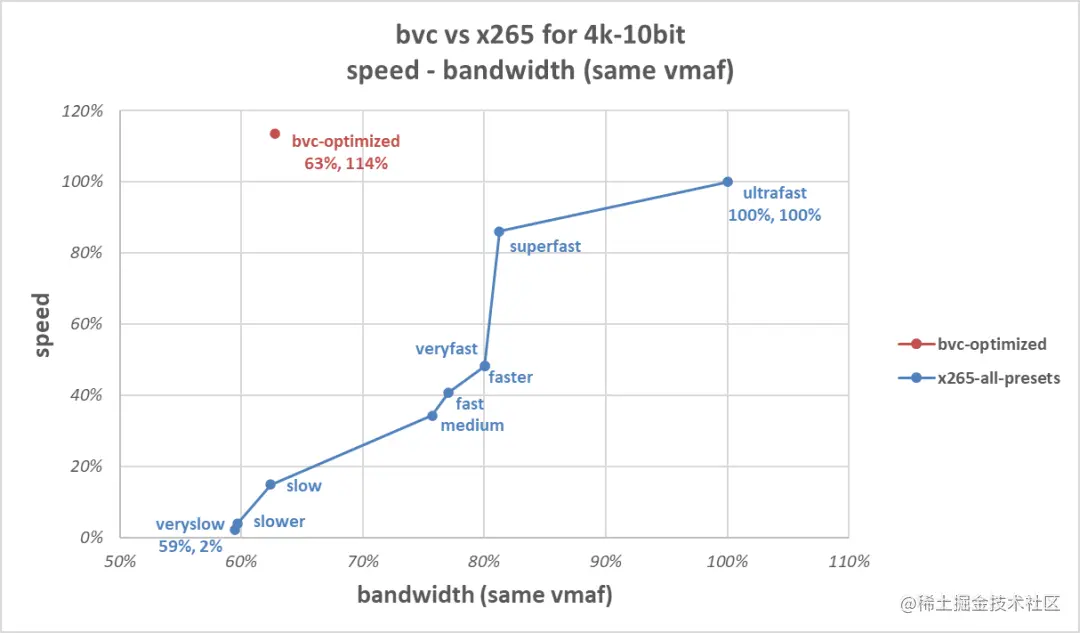 bvc vs x265 for 4k-10bit
speed - bandwidth (same vmaf)
120%
100%
80%
60%
40%
20%
0%
speed
bvc-optimized
63%, 114%
ultrafast
100%, 100%
superfast
veryfast
faster
fast
medium
slow
slower
veryslow
59%, 2%
50%
60%
70%
80%
90%
100%
110%
bandwidth (same vmaf)
bvc-optimized
x265-all-presets
@稀土掘金技术社区